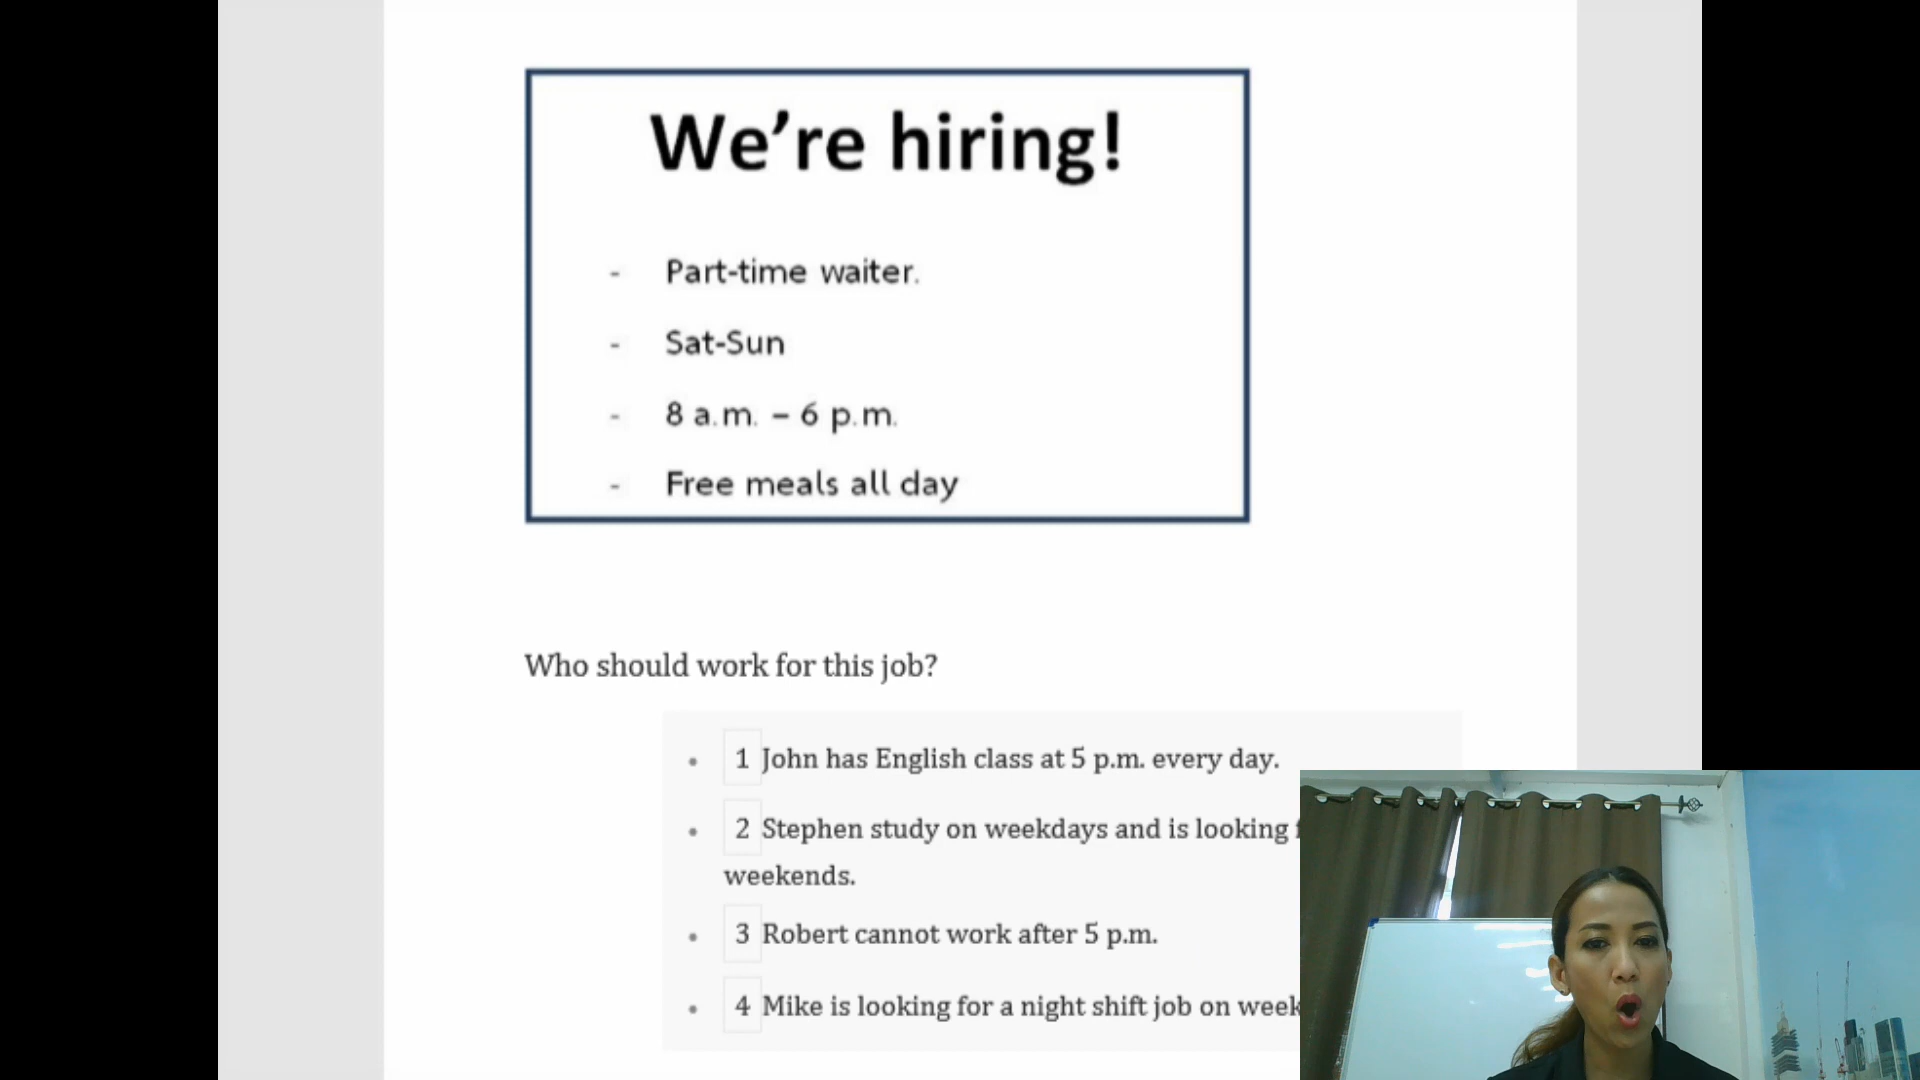 We're hiring!
- Part-time waiter.
- Sat-Sun
- 8 a.m. – 6 p.m.
- Free meals all day
Who should work for this job?
• 1 John has English class at 5 p.m. every day.
• 2 Stephen study on weekdays and is looking
weekends.
• 3 Robert cannot work after 5 p.m.
• 4 Mike is looking for a night shift job on